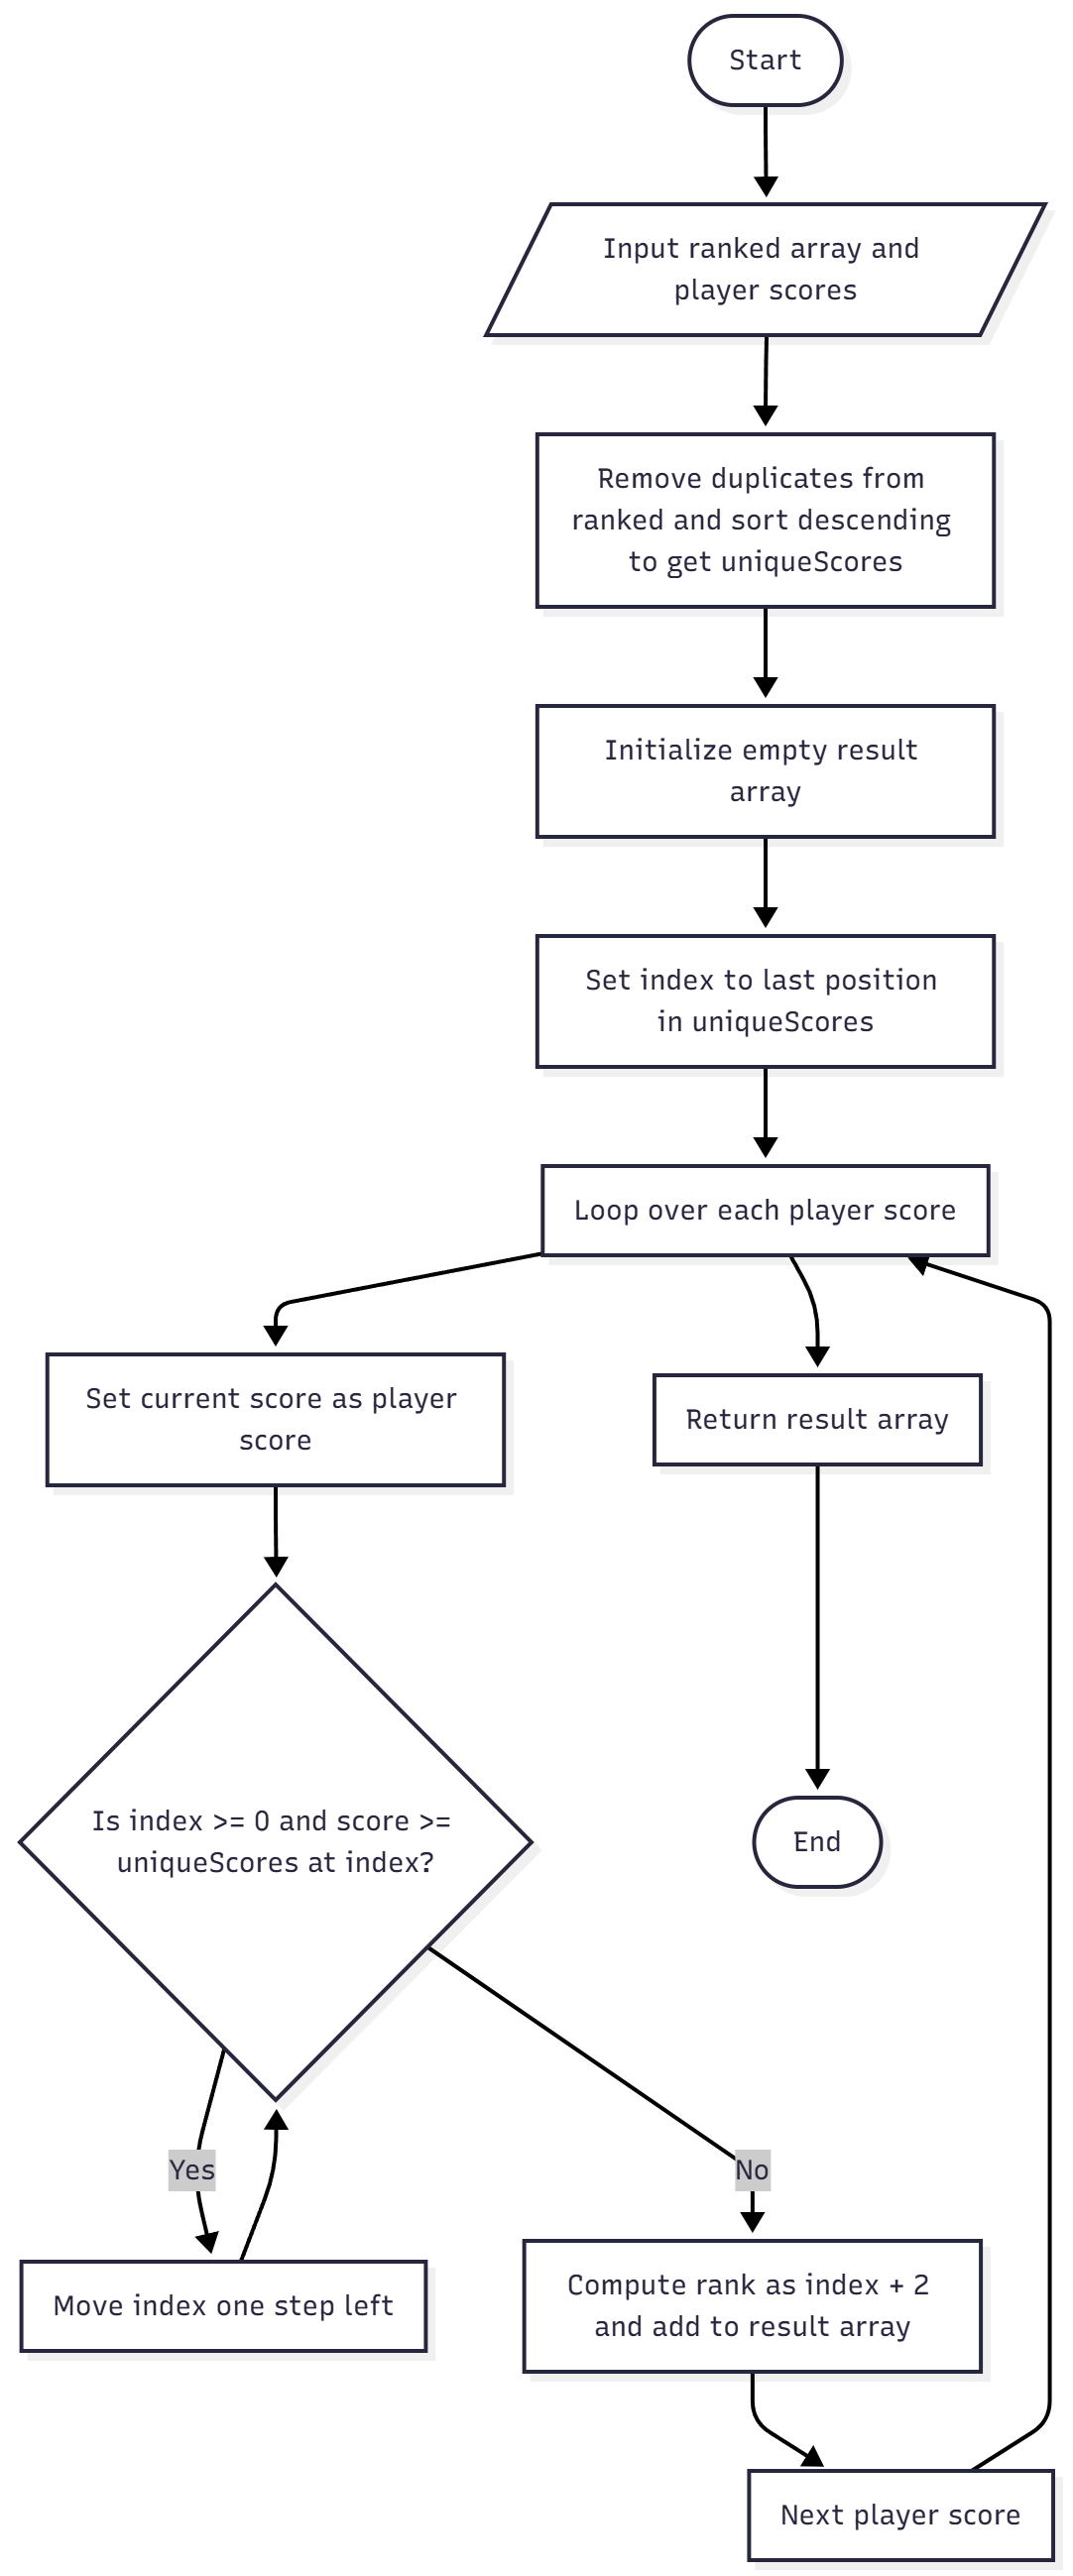 Start
Input ranked array and
player scores
Remove duplicates from
ranked and sort descending
to get uniqueScores
Initialize empty result
array
Set index to last position
in uniqueScores
Loop over each player score
Set current score as player
score
Return result array
Is index >= 0 and score >=
uniqueScores at index?
End
Yes
No
Move index one step left
Compute rank as index + 2
and add to result array
Next player score